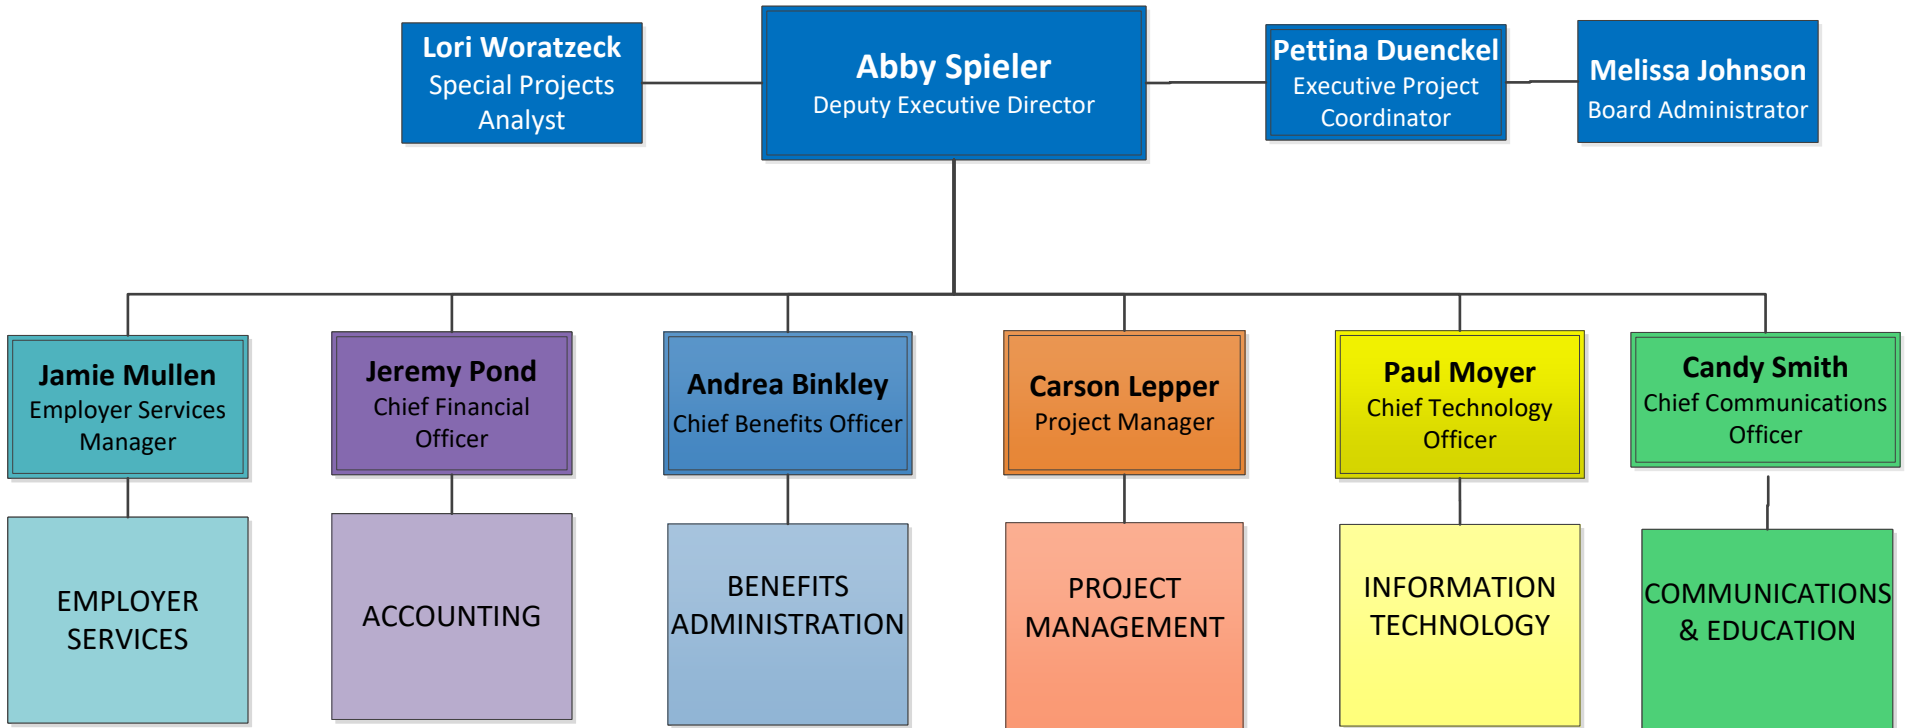 Lori Woratzeck
Special Projects
Analyst
Abby Spieler
Deputy Executive Director
Pettina Duenckel
Executive Project
Coordinator
Melissa Johnson
Board Administrator
Jamie Mullen
Employer Services
Manager
Jeremy Pond
Chief Financial
Officer
Andrea Binkley
Chief Benefits Officer
Carson Lepper
Project Manager
Paul Moyer
Chief Technology
Officer
Candy Smith
Chief Communications
Officer
EMPLOYER
SERVICES
ACCOUNTING
BENEFITS
ADMINISTRATION
PROJECT
MANAGEMENT
INFORMATION
TECHNOLOGY
COMMUNICATIONS
& EDUCATION